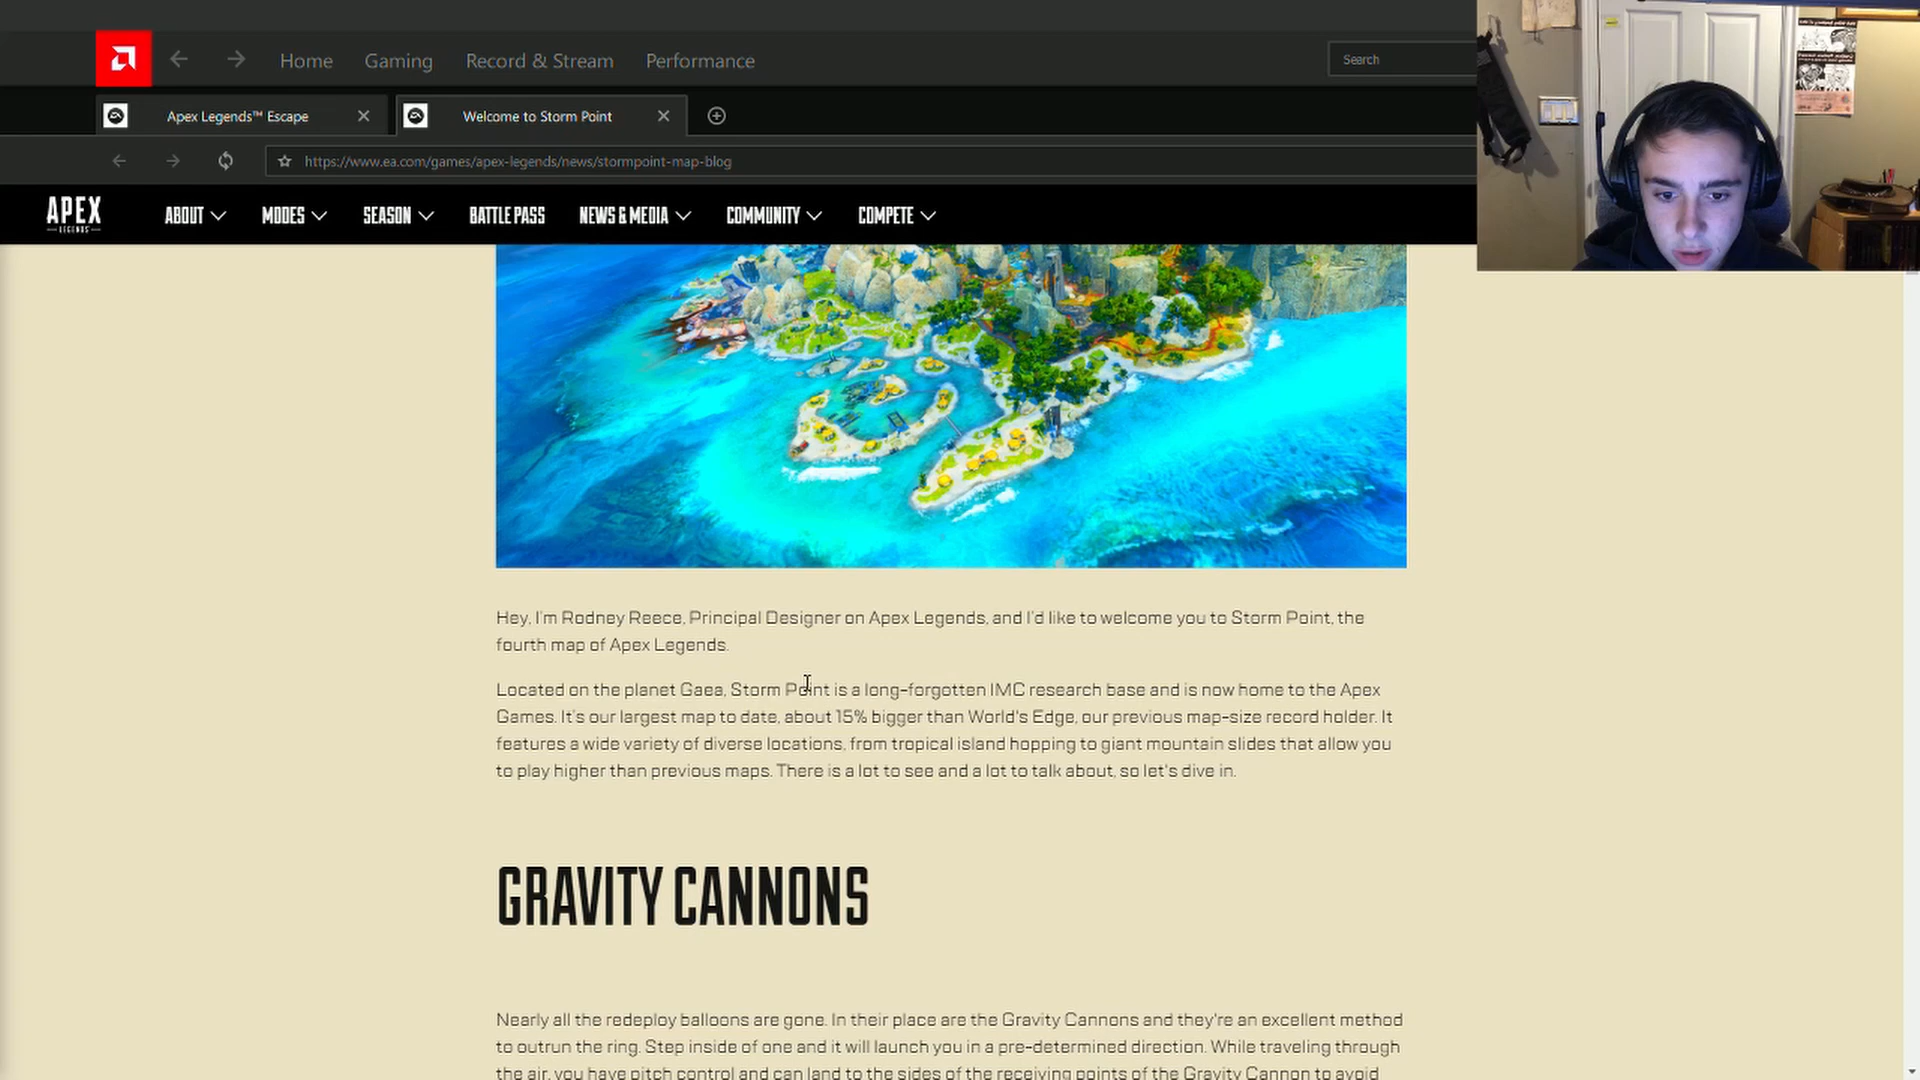 Home Gaming Record & Stream Performance Search
Apex Legends™ Escape Welcome to Storm Point
https://www.ea.com/games/apex-legends/news/stormpoint-map-blog
APEX LEGENDS ABOUT MODES SEASON BATTLE PASS NEWS & MEDIA COMMUNITY COMPETE
Hey, I'm Rodney Reece, Principal Designer on Apex Legends, and I'd like to welcome you to Storm Point, the
fourth map of Apex Legends.
Located on the planet Gaea, Storm Point is a long-forgotten IMC research base and is now home to the Apex
Games. It's our largest map to date, about 15% bigger than World's Edge, our previous map-size record holder. It
features a wide variety of diverse locations, from tropical island hopping to giant mountain slides that allow you
to play higher than previous maps. There is a lot to see and a lot to talk about, so let's dive in.
GRAVITY CANNONS
Nearly all the redeploy balloons are gone. In their place are the Gravity Cannons and they're an excellent method
to outrun the ring. Step inside of one and it will launch you in a pre-determined direction. While traveling through
the air, you have pitch control and can land to the sides of the receiving points of the Gravity Cannon to avoid